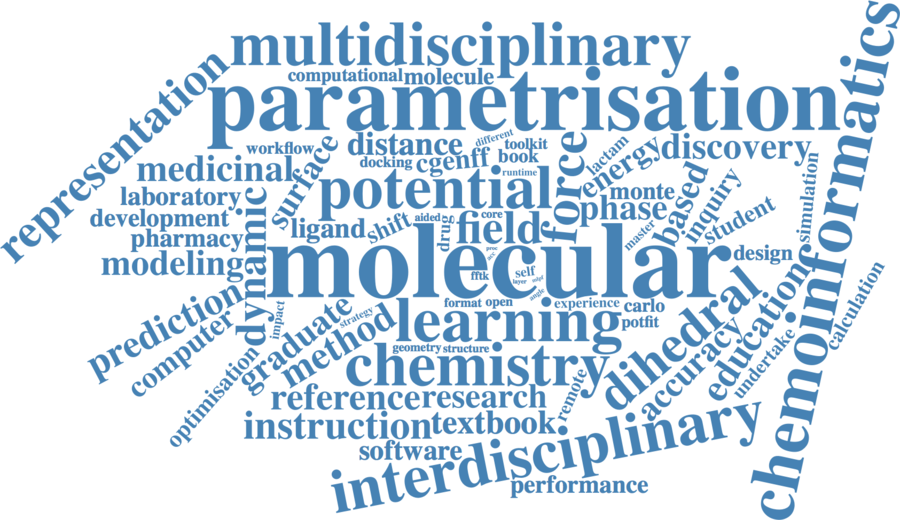 multidisciplinary
computational
molecule
parametrisation
representation
chemoinformatics
workflow
surface
distance
different
toolkit
docking
cgenff
book
runtime
force
lactam
energy
discovery
medicinal
laboratory
development
pharmacy
modeling
dynamic
potential
ligand
shift
aided
drug
core
field
phase
monte
based
inquiry
master
student
simulation
molecular
design
fftk
self
layer
angle
prediction
computer
optimisation
impact
graduate
strategy
method
format
open
experience
carlo
potfit
learning
geometry
structure
chemistry
dihedral
accuracy
education
undertake
calculation
reference
research
remote
instruction
textbook
software
interdisciplinary
performance